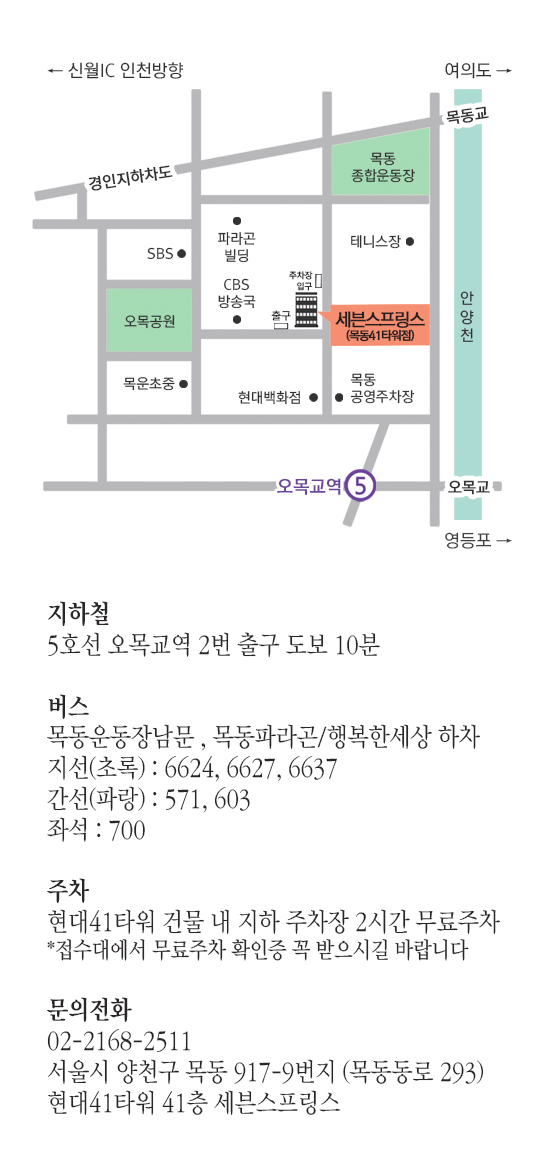 ← 신월IC 인천방향
여의도 →
목동교
경인지하차도
목동
종합운동장
파라곤
빌딩
테니스장
SBS
CBS
방송국
주차장
입구
출구
세븐스프링스
(목동41타워점)
안양천
오목공원
목운초중
현대백화점
목동
공영주차장
오목교역 5
오목교
영등포 →
지하철
5호선 오목교역 2번 출구 도보 10분
버스
목동운동장남문 , 목동파라곤/행복한세상 하차
지선(초록) : 6624, 6627, 6637
간선(파랑) : 571, 603
좌석 : 700
주차
현대41타워 건물 내 지하 주차장 2시간 무료주차
*접수대에서 무료주차 확인증 꼭 받으시길 바랍니다
문의전화
02-2168-2511
서울시 양천구 목동 917-9번지 (목동동로 293)
현대41타워 41층 세븐스프링스